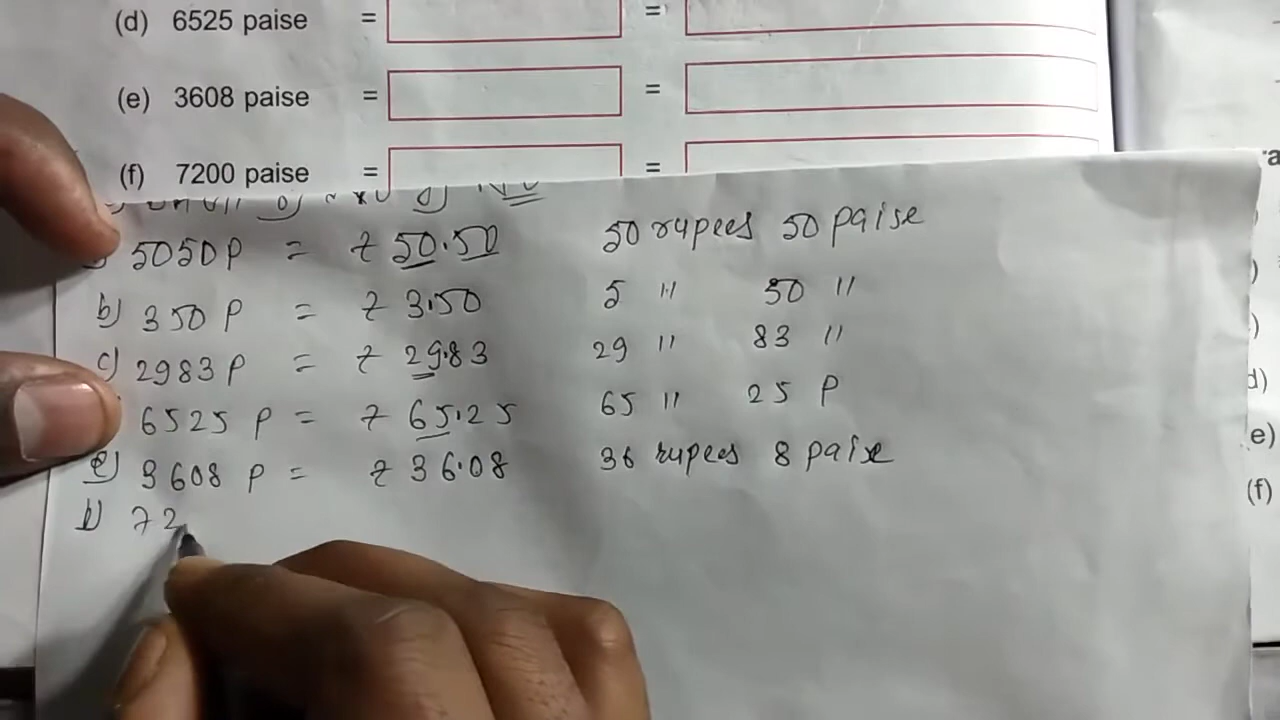 (d) 6525 paise = =
(e) 3608 paise = =
(f) 7200 paise = =
5050 P = ₹ 50.50 50 rupees 50 paise
b) 350 P = ₹ 3.50 5 " 50 "
c) 2983 P = ₹ 29.83 29 " 83 "
6525 P = ₹ 65.25 65 " 25 P
e) 3608 P = ₹ 36.08 36 rupees 8 paise
f) 72
d)
e)
(f)